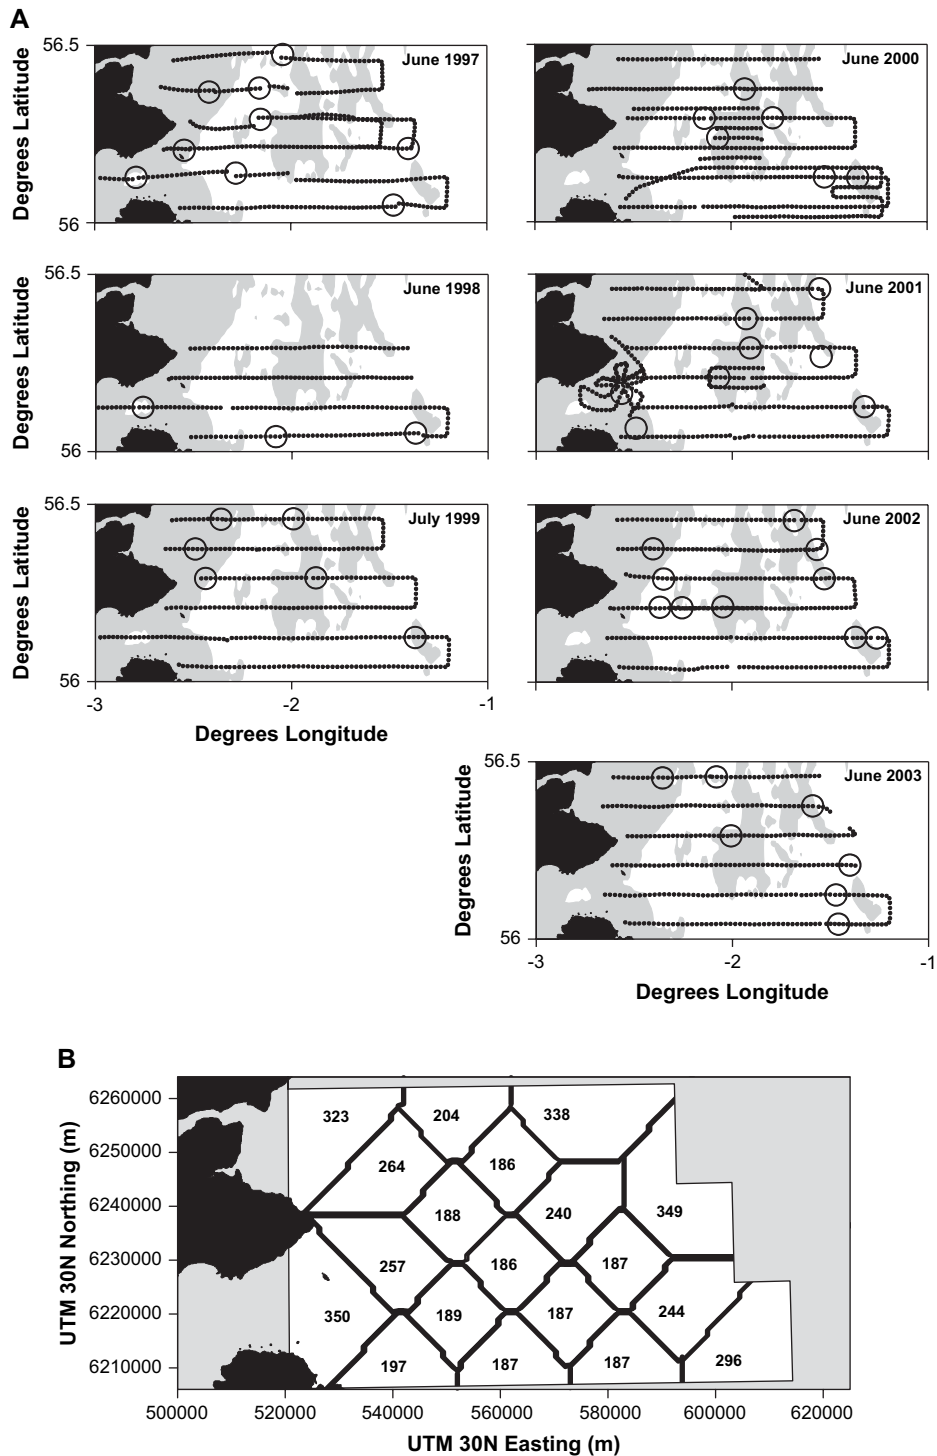 A
56.5
June 1997
June 2000
Degrees Latitude
56
June 1998
June 2001
56.5
Degrees Latitude
56
July 1999
June 2002
56.5
Degrees Latitude
56
-3
-2
-1
Degrees Longitude
June 2003
56.5
Degrees Latitude
56
-3
-2
-1
Degrees Longitude
B
UTM 30N Northing (m)
6260000
6250000
6240000
6230000
6220000
6210000
323
204
338
264
186
188
240
349
257
186
187
350
189
187
244
197
187
187
296
500000
520000
540000
560000
580000
600000
620000
UTM 30N Easting (m)